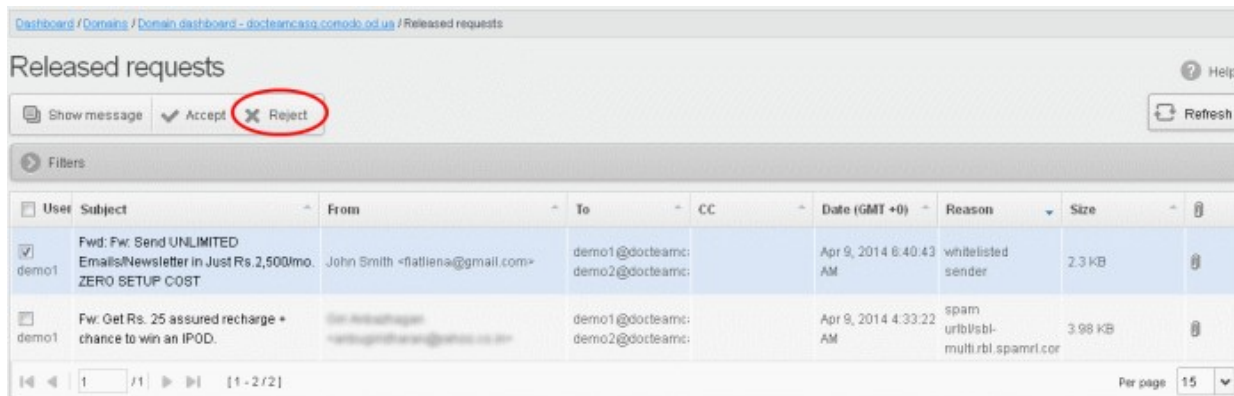 Dashboard / Domains / Domain dashboard - docteamcasg.comodo.od.ua / Released requests
Released requests
Help
Show message Accept Reject
Refresh
Filters
User Subject From To CC Date (GMT +0) Reason Size
demo1
Fwd: Fw: Send UNLIMITED
Emails/Newsletter in Just Rs.2,500/mo.
ZERO SETUP COST
John Smith <flatliena@gmail.com>
demo1@docteamc
demo2@docteamc
Apr 9, 2014 6:40:43
AM
whitelisted
sender
2.3 KB
demo1
Fw: Get Rs. 25 assured recharge +
chance to win an IPOD.
demo1@docteamc
demo2@docteamc
Apr 9, 2014 4:33:22
AM
spam
urlbl/sbl-
multi.rbl.spamrl.cor
3.98 KB
1 /1 [1 - 2 / 2]
Per page 15